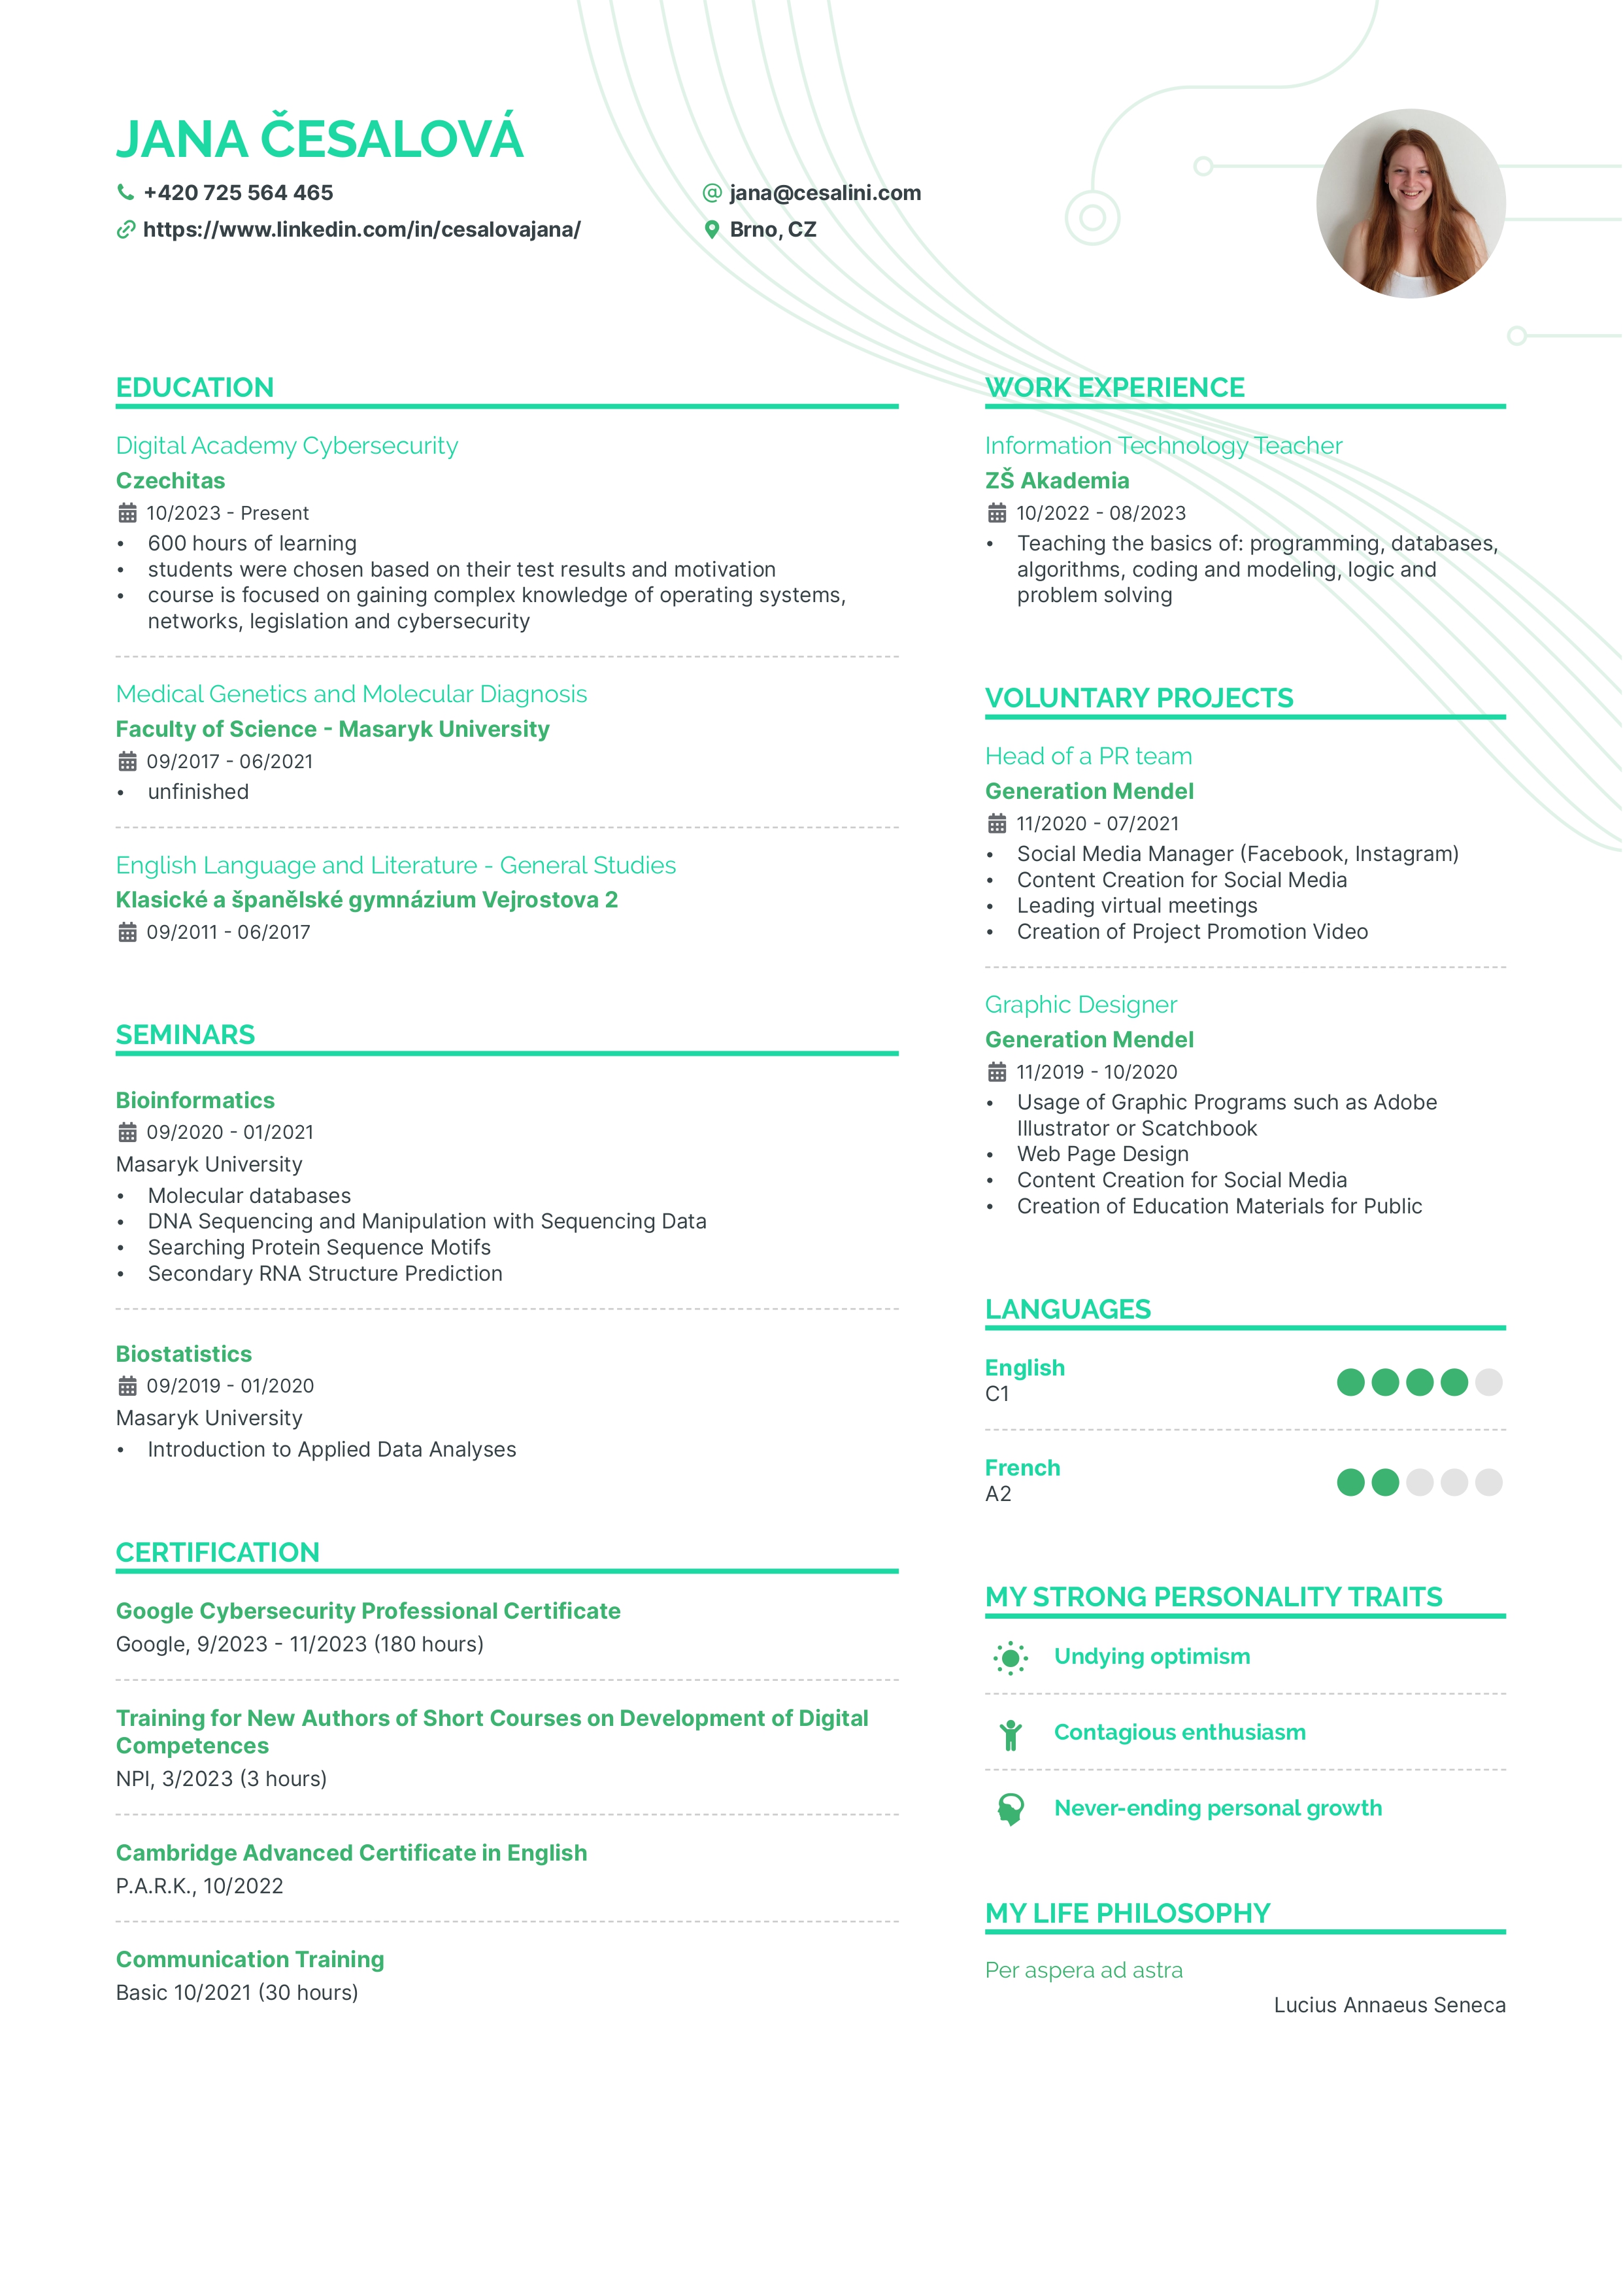 JANA ČESALOVÁ
+420 725 564 465
jana@cesalini.com
https://www.linkedin.com/in/cesalovajana/
Brno, CZ
EDUCATION
Digital Academy Cybersecurity
Czechitas
10/2023 - Present
• 600 hours of learning
• students were chosen based on their test results and motivation
• course is focused on gaining complex knowledge of operating systems,
networks, legislation and cybersecurity
Medical Genetics and Molecular Diagnosis
Faculty of Science - Masaryk University
09/2017 - 06/2021
• unfinished
English Language and Literature - General Studies
Klasické a španělské gymnázium Vejrostova 2
09/2011 - 06/2017
SEMINARS
Bioinformatics
09/2020 - 01/2021
Masaryk University
• Molecular databases
• DNA Sequencing and Manipulation with Sequencing Data
• Searching Protein Sequence Motifs
• Secondary RNA Structure Prediction
Biostatistics
09/2019 - 01/2020
Masaryk University
• Introduction to Applied Data Analyses
CERTIFICATION
Google Cybersecurity Professional Certificate
Google, 9/2023 - 11/2023 (180 hours)
Training for New Authors of Short Courses on Development of Digital
Competences
NPI, 3/2023 (3 hours)
Cambridge Advanced Certificate in English
P.A.R.K., 10/2022
Communication Training
Basic 10/2021 (30 hours)
WORK EXPERIENCE
Information Technology Teacher
ZŠ Akademia
10/2022 - 08/2023
• Teaching the basics of: programming, databases,
algorithms, coding and modeling, logic and
problem solving
VOLUNTARY PROJECTS
Head of a PR team
Generation Mendel
11/2020 - 07/2021
• Social Media Manager (Facebook, Instagram)
• Content Creation for Social Media
• Leading virtual meetings
• Creation of Project Promotion Video
Graphic Designer
Generation Mendel
11/2019 - 10/2020
• Usage of Graphic Programs such as Adobe
Illustrator or Scatchbook
• Web Page Design
• Content Creation for Social Media
• Creation of Education Materials for Public
LANGUAGES
English
C1
French
A2
MY STRONG PERSONALITY TRAITS
Undying optimism
Contagious enthusiasm
Never-ending personal growth
MY LIFE PHILOSOPHY
Per aspera ad astra
Lucius Annaeus Seneca